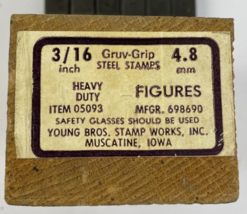 3/16 Gruv-Grip 4.8
inch STEEL STAMPS mm
HEAVY
DUTY FIGURES
ITEM 05093 MFGR. 698690
SAFETY GLASSES SHOULD BE USED
YOUNG BROS. STAMP WORKS, INC.
MUSCATINE, IOWA